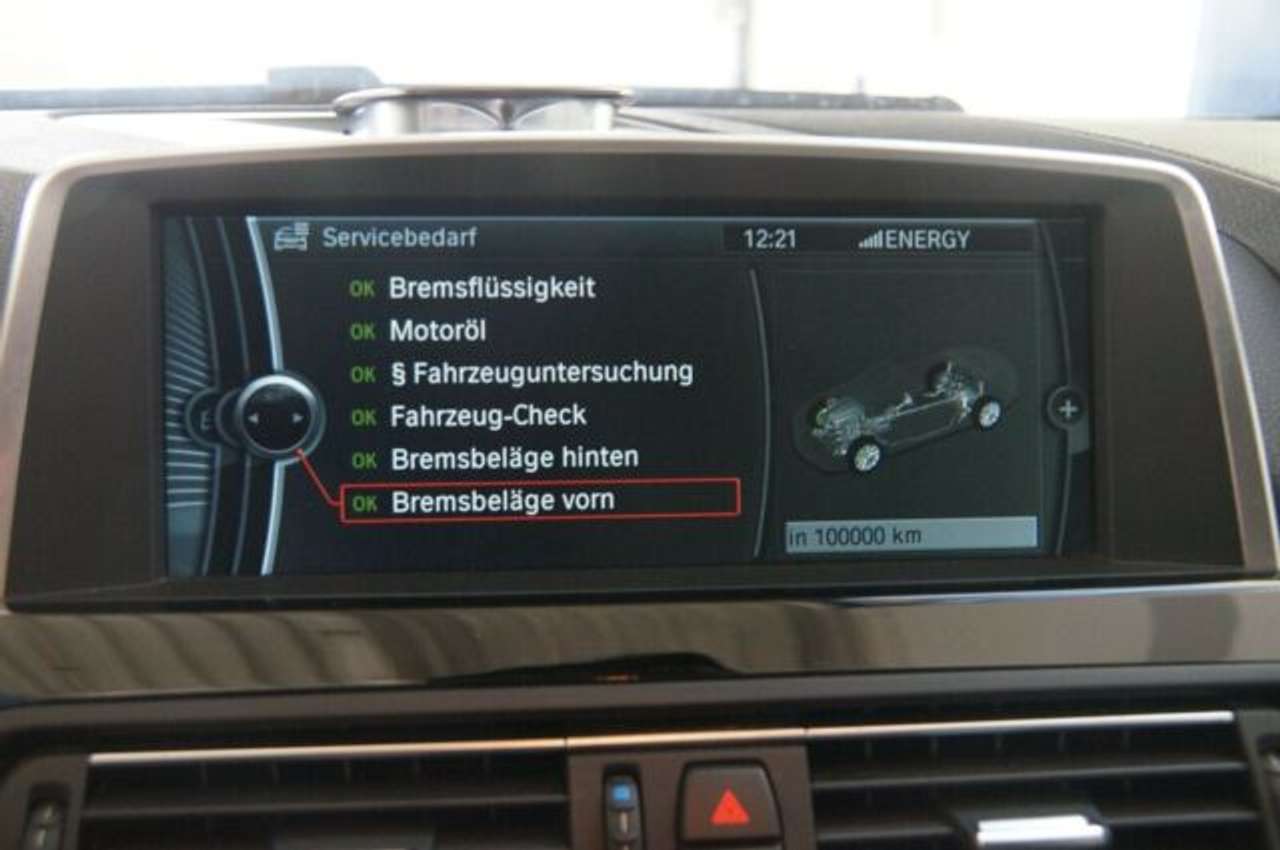 Servicebedarf
12:21
ENERGY
OK Bremsflüssigkeit
OK Motoröl
OK § Fahrzeuguntersuchung
OK Fahrzeug-Check
OK Bremsbeläge hinten
OK Bremsbeläge vorn
+
in 100000 km